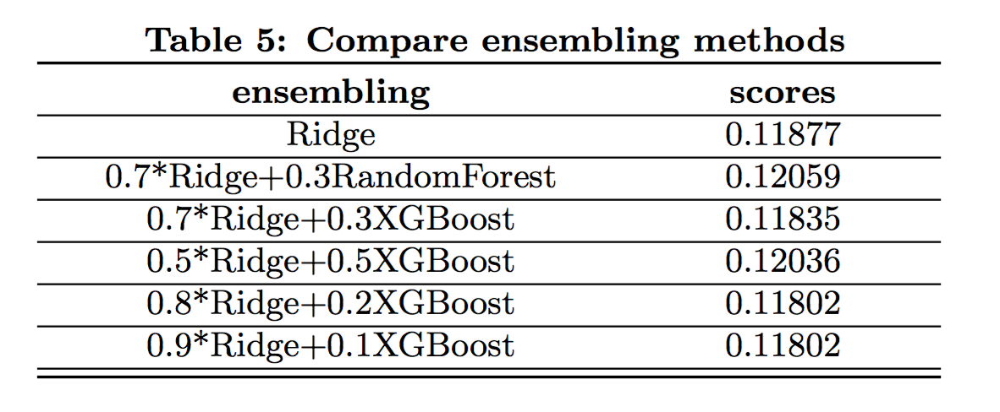 Table 5: Compare ensembling methods
ensembling scores
Ridge 0.11877
0.7*Ridge+0.3RandomForest 0.12059
0.7*Ridge+0.3XGBoost 0.11835
0.5*Ridge+0.5XGBoost 0.12036
0.8*Ridge+0.2XGBoost 0.11802
0.9*Ridge+0.1XGBoost 0.11802